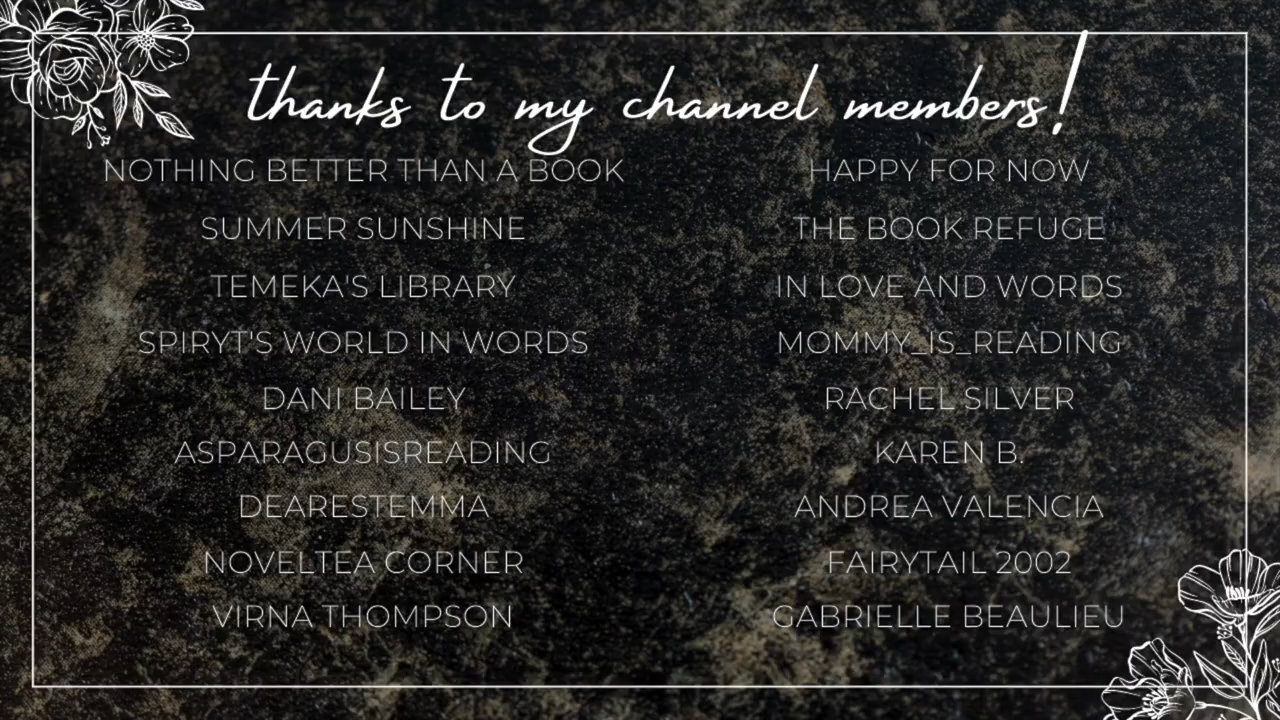 thanks to my channel members!
NOTHING BETTER THAN A BOOK
SUMMER SUNSHINE
TEMEKA'S LIBRARY
SPIRYT'S WORLD IN WORDS
DANI BAILEY
ASPARAGUSISREADING
DEARESTEMMA
NOVELTEA CORNER
VIRNA THOMPSON
HAPPY FOR NOW
THE BOOK REFUGE
IN LOVE AND WORDS
MOMMY_IS_READING
RACHEL SILVER
KAREN B.
ANDREA VALENCIA
FAIRYTAIL 2002
GABRIELLE BEAULIEU